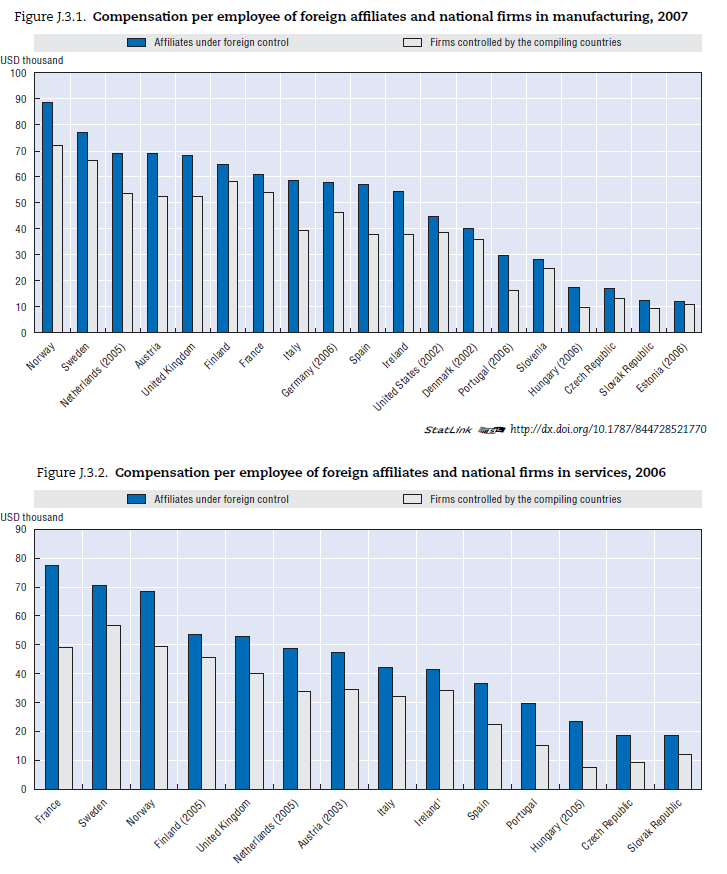 Figure J.3.1. Compensation per employee of foreign affiliates and national firms in manufacturing, 2007
Affiliates under foreign control Firms controlled by the compiling countries
USD thousand
100
90
80
70
60
50
40
30
20
10
0
Norway
Sweden
Netherlands (2005)
Austria
United Kingdom
Finland
France
Italy
Germany (2006)
Spain
Ireland
United States (2002)
Denmark (2002)
Portugal (2006)
Slovenia
Hungary (2006)
Czech Republic
Slovak Republic
Estonia (2006)
StatLink http://dx.doi.org/10.1787/844728521770
Figure J.3.2. Compensation per employee of foreign affiliates and national firms in services, 2006
Affiliates under foreign control Firms controlled by the compiling countries
USD thousand
90
80
70
60
50
40
30
20
10
0
France
Sweden
Norway
Finland (2005)
United Kingdom
Netherlands (2005)
Austria (2003¹)
Italy
Ireland¹
Spain
Portugal
Hungary (2005)
Czech Republic
Slovak Republic